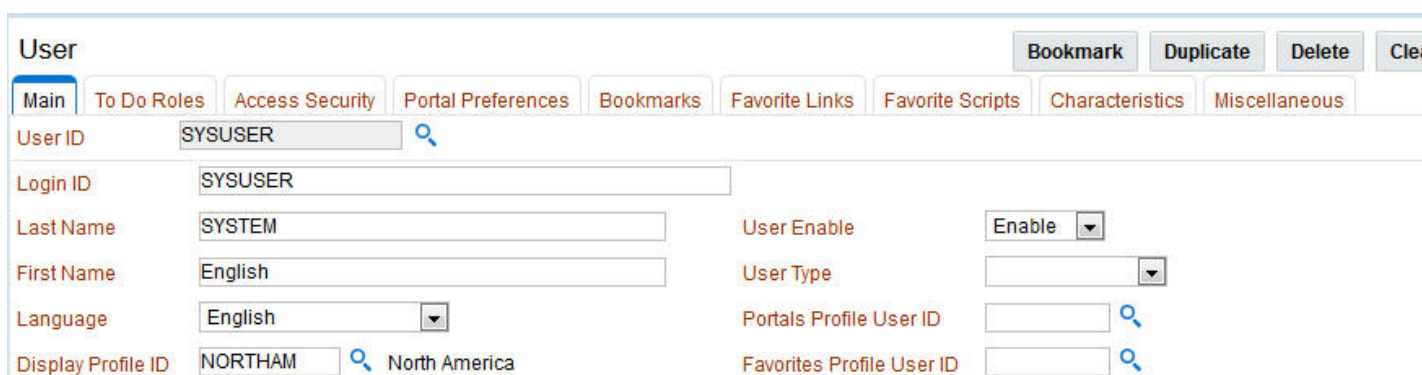 User Bookmark Duplicate Delete
Main To Do Roles Access Security Portal Preferences Bookmarks Favorite Links Favorite Scripts Characteristics Miscellaneous
User ID SYSUSER
Login ID SYSUSER
Last Name SYSTEM User Enable Enable
First Name English User Type
Language English Portals Profile User ID
Display Profile ID NORTHAM North America Favorites Profile User ID